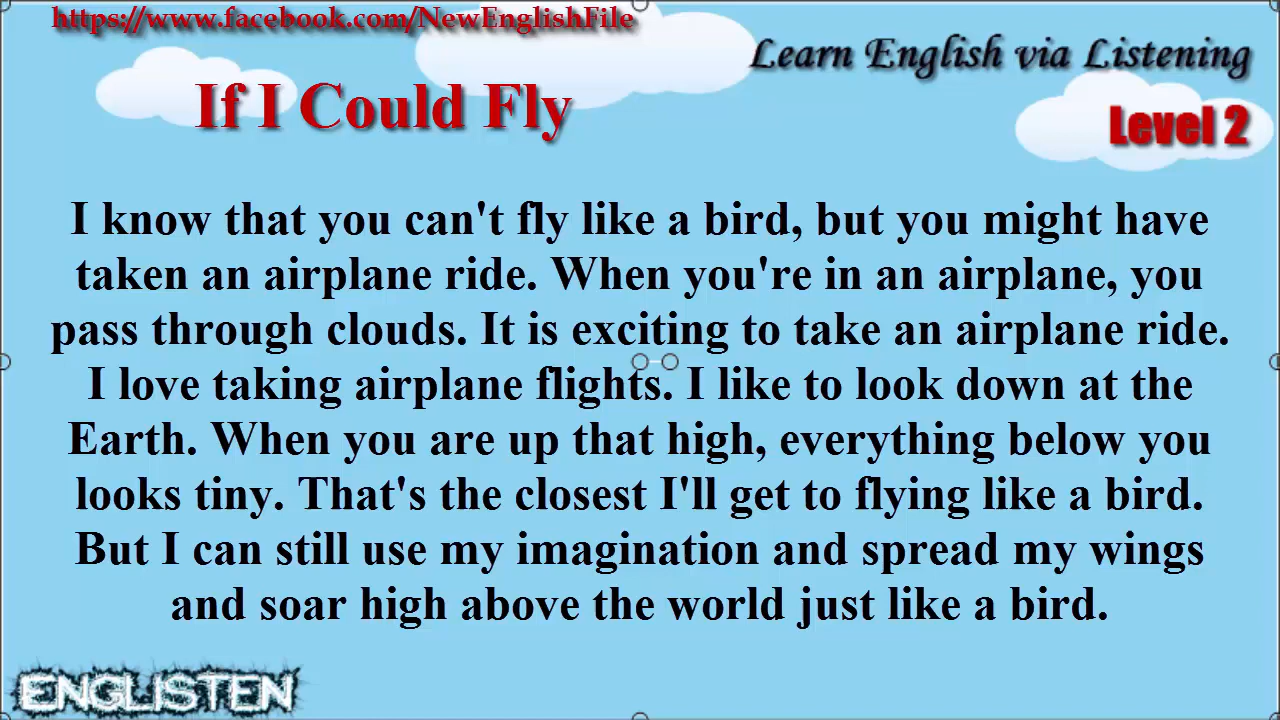 https://www.facebook.com/NewEnglishFile
Learn English via Listening
If I Could Fly
Level 2
I know that you can't fly like a bird, but you might have
taken an airplane ride. When you're in an airplane, you
pass through clouds. It is exciting to take an airplane ride.
I love taking airplane flights. I like to look down at the
Earth. When you are up that high, everything below you
looks tiny. That's the closest I'll get to flying like a bird.
But I can still use my imagination and spread my wings
and soar high above the world just like a bird.
ENGLISTEN